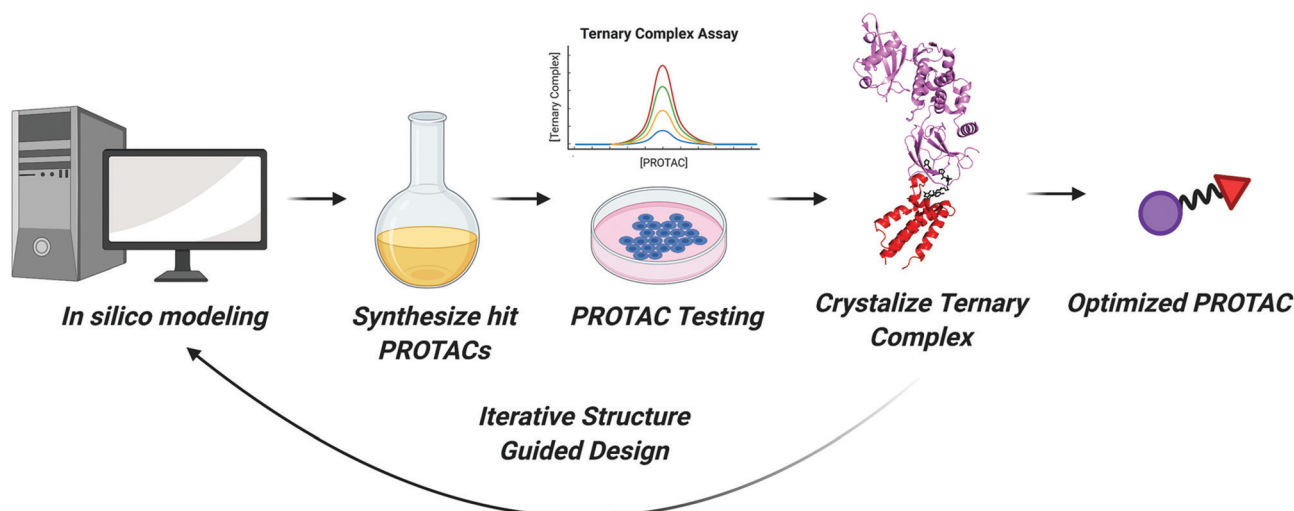 Ternary Complex Assay
[Ternary Complex]
[PROTAC]
In silico modeling
Synthesize hit
PROTACs
PROTAC Testing
Crystalize Ternary
Complex
Optimized PROTAC
Iterative Structure
Guided Design